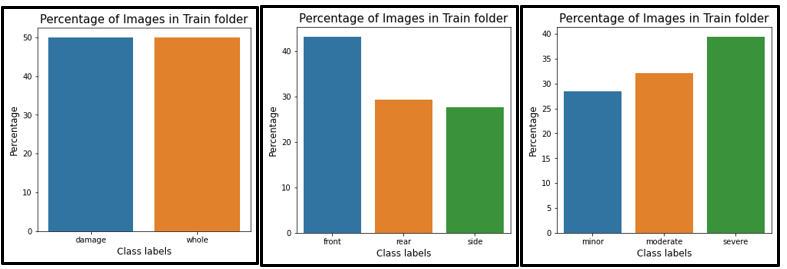 Percentage of Images in Train folder
50
40
30
20
10
0
Percentage
damage whole
Class labels
Percentage of Images in Train folder
40
30
20
10
0
Percentage
front rear side
Class labels
Percentage of Images in Train folder
40
35
30
25
20
15
10
5
0
Percentage
minor moderate severe
Class labels